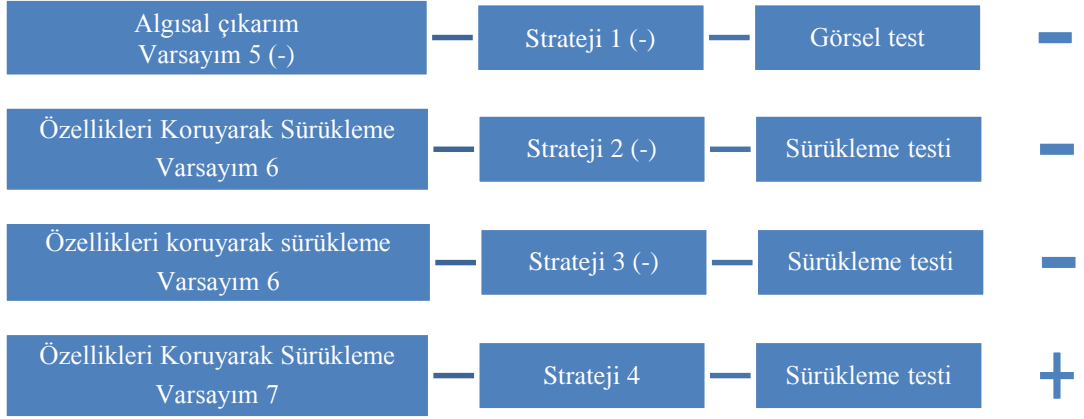 Algısal çıkarım
Varsayım 5 (-)
Strateji 1 (-)
Görsel test
-
Özellikleri Koruyarak Sürükleme
Varsayım 6
Strateji 2 (-)
Sürükleme testi
-
Özellikleri koruyarak sürükleme
Varsayım 6
Strateji 3 (-)
Sürükleme testi
-
Özellikleri Koruyarak Sürükleme
Varsayım 7
Strateji 4
Sürükleme testi
+